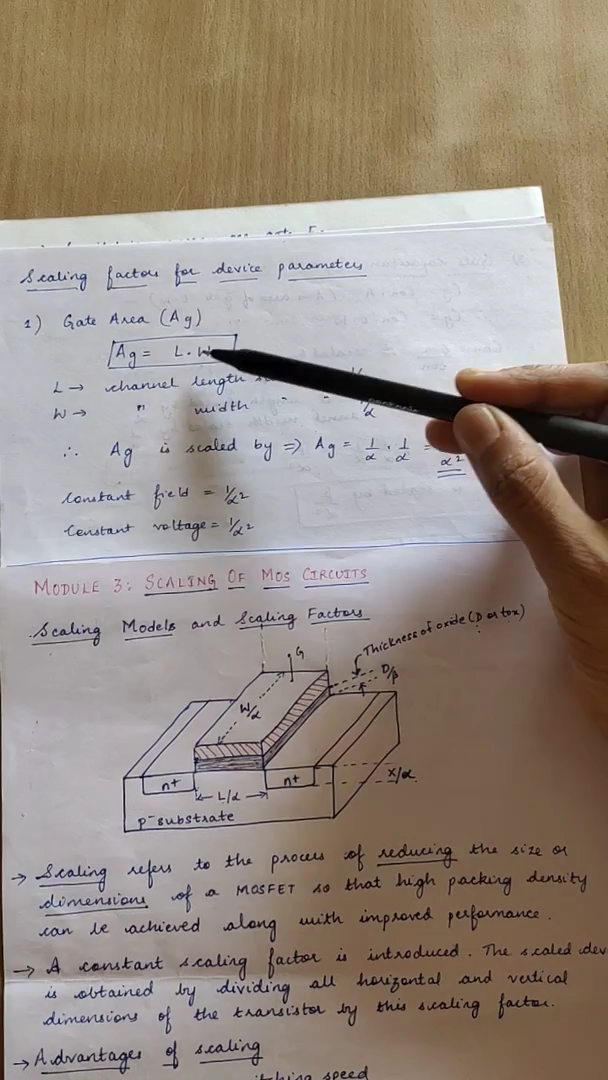 Scaling factors for device parameters
1) Gate Area (Ag)
Ag = L. W
L → channel length
W → " width " " 1/α
∴ Ag is scaled by ⇒ Ag = 1/α . 1/α = α²
Constant field = 1/α²
Constant voltage = 1/α²
MODULE 3: SCALING OF MOS CIRCUITS
Scaling Models and Scaling Factors
G
Thickness of oxide (D or tox)
D/β
W/α
n+
L/α
n+
X/α
p-substrate
→ Scaling refers to the process of reducing the size or
dimensions of a MOSFET so that high packing density
can be achieved along with improved performance.
→ A constant scaling factor is introduced. The scaled dev
is obtained by dividing all horizontal and vertical
dimensions of the transistor by this scaling factor.
→ Advantages of scaling
speed